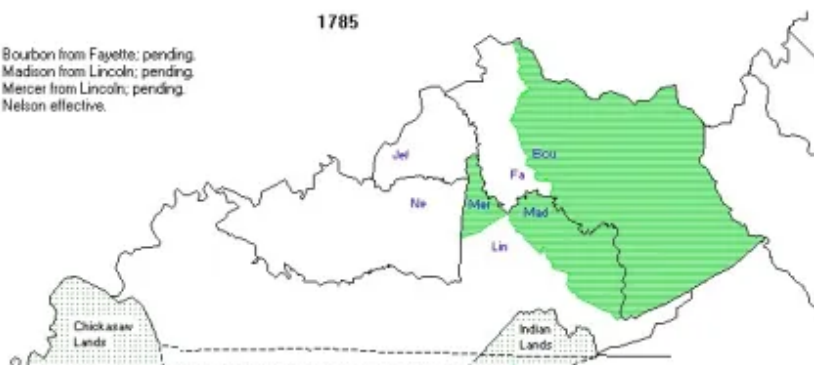 1785
Bourbon from Fayette; pending.
Madison from Lincoln; pending.
Mercer from Lincoln; pending.
Nelson effective.
Jef
Bou
Fa
Ne
Mer
Mad
Lin
Chickasaw
Lands
Indian
Lands